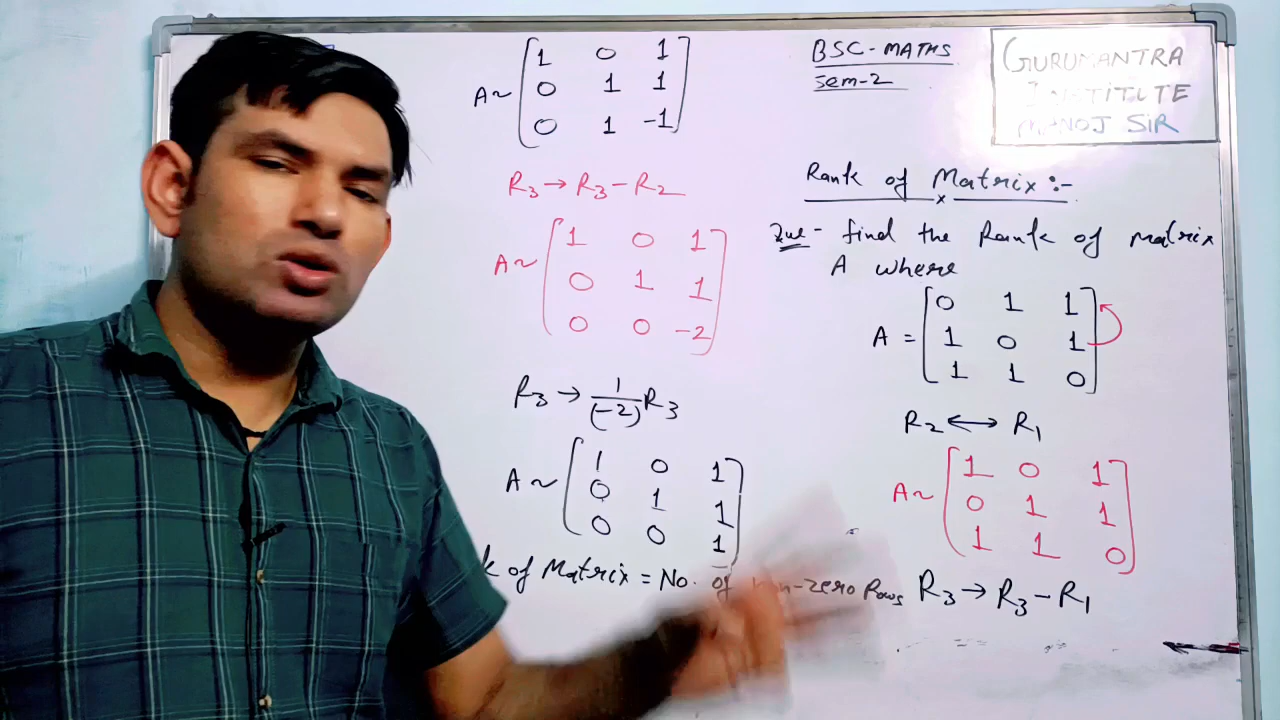 BSC-MATHS
Sem-2
GURUMANTRA
INSTITUTE
MANOJ SIR
Rank of Matrix :-
Que - find the Rank of matrix
A where
A = [0 1 1
1 0 1
1 1 0]
R2 ↔ R1
A ~ [1 0 1
0 1 1
1 1 0]
R3 → R3 - R1
A ~ [1 0 1
0 1 1
0 1 -1]
R3 → R3 - R2
A ~ [1 0 1
0 1 1
0 0 -2]
R3 → 1/(-2) R3
A ~ [1 0 1
0 1 1
0 0 1]
k of Matrix = No. of non-zero Rows